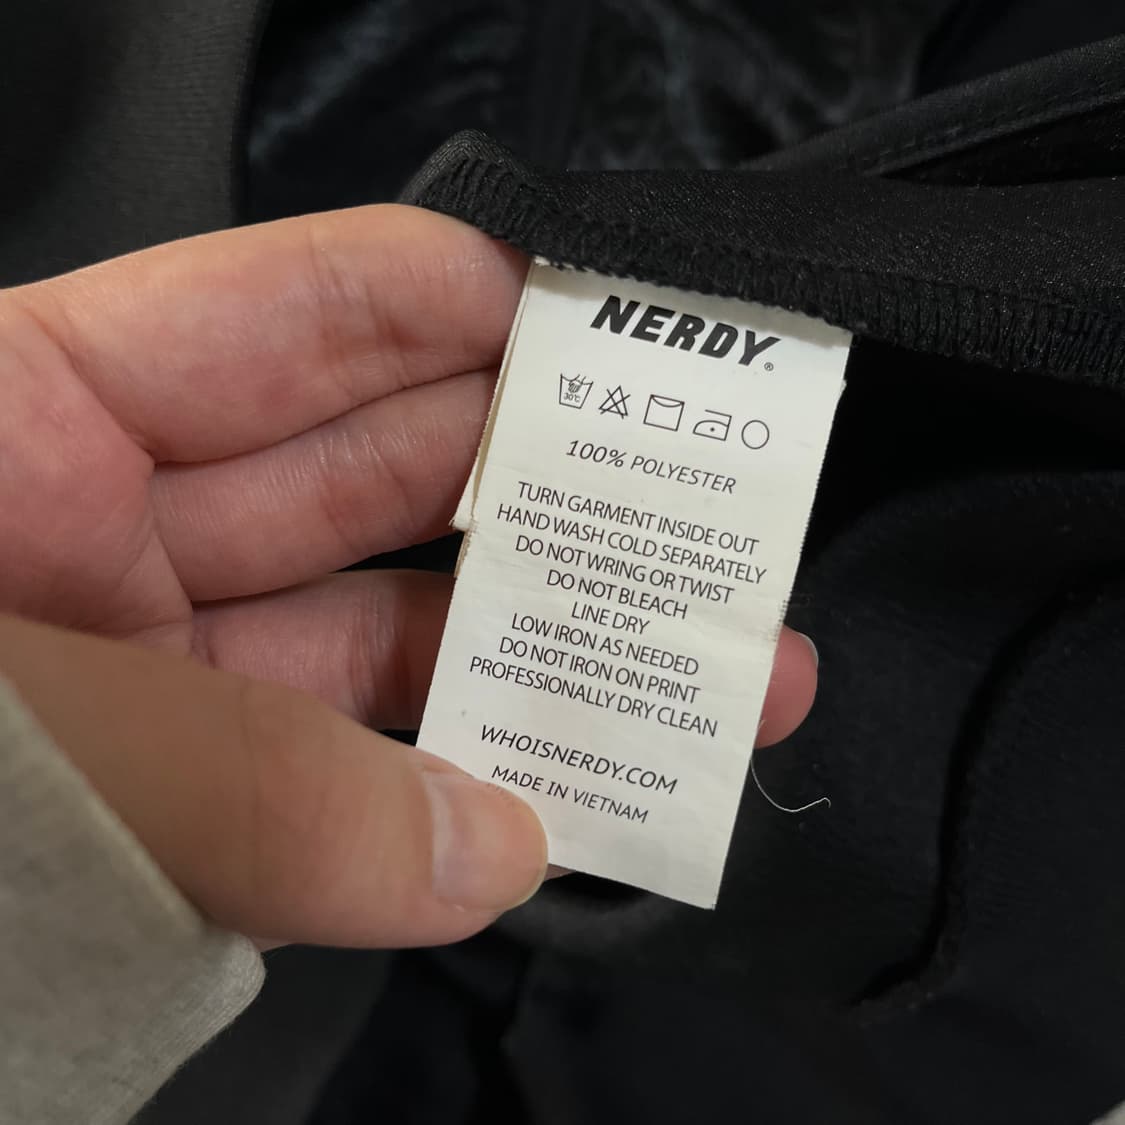 NERDY®
30℃
100% POLYESTER
TURN GARMENT INSIDE OUT
HAND WASH COLD SEPARATELY
DO NOT WRING OR TWIST
DO NOT BLEACH
LINE DRY
LOW IRON AS NEEDED
DO NOT IRON ON PRINT
PROFESSIONALLY DRY CLEAN
WHOISNERDY.COM
MADE IN VIETNAM